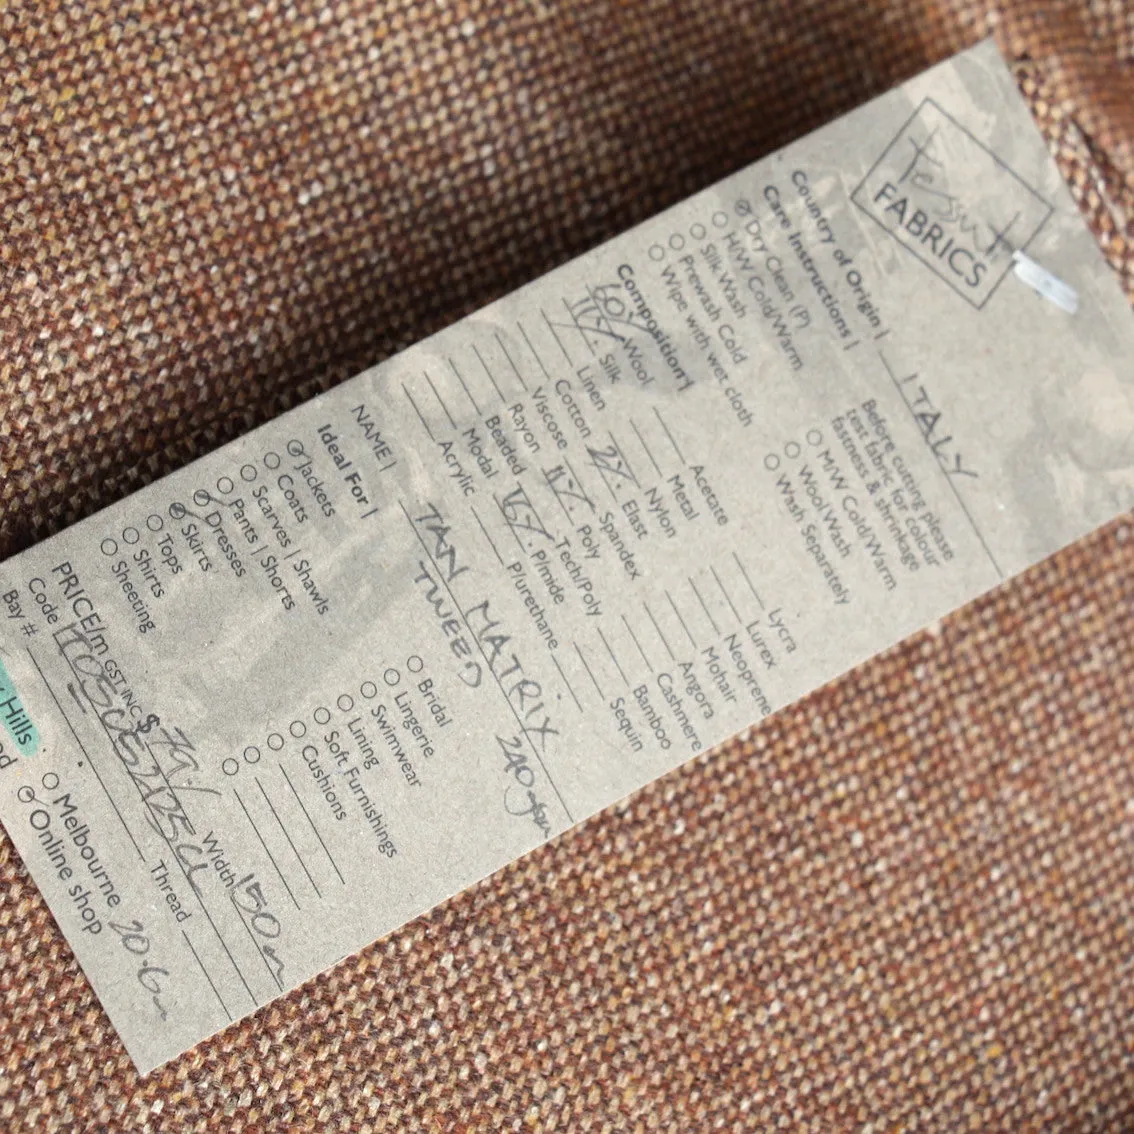 Tessuti
FABRICS
Country of Origin | ITALY
Care Instructions |
Dry Clean (P)
H/W Cold/Warm
Silk Wash
Prewash Cold
Wipe with wet cloth
Before cutting please
test fabric for colour
fastness & shrinkage
M/W Cold/Warm
Wool Wash
Wash Separately
Composition |
60% Wool
11% Silk
Linen
Cotton
Viscose
Rayon
Beaded
Modal
Acrylic
Acetate
Metal
Nylon
2% Elast
Spandex
11% Poly
Tech/Poly
16% P/mide
P/urethane
Lycra
Lurex
Neoprene
Mohair
Angora
Cashmere
Bamboo
Sequin
NAME | TAN MATRIX 240gsm
TWEED
Ideal For |
Jackets
Coats
Scarves | Shawls
Pants | Shorts
Dresses
Skirts
Tops
Shirts
Sheeting
Bridal
Lingerie
Swimwear
Lining
Soft Furnishings
Cushions
PRICE/m GST INC $79/ Width 150
Code
Thread
Bay #
Hills
Melbourne
Online shop 20.6m